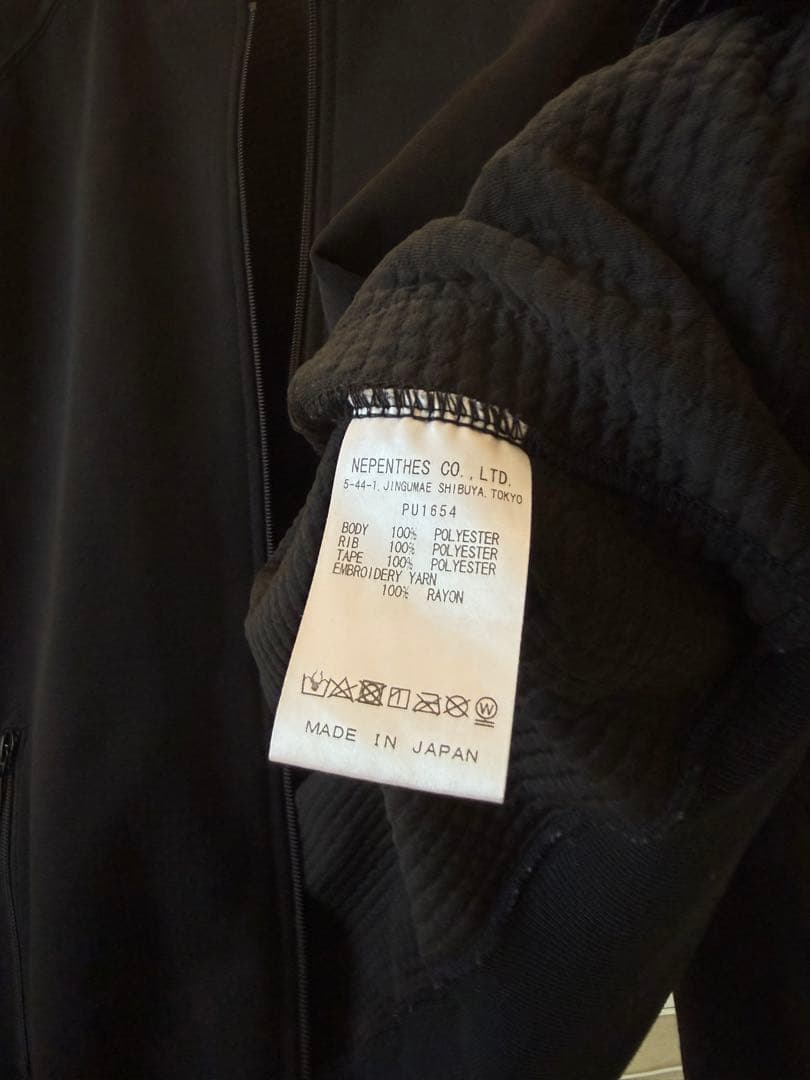 NEPENTHES CO.,LTD.
5-44-1, JINGUMAE SHIBUYA, TOKYO
PU1654
BODY 100% POLYESTER
RIB 100% POLYESTER
TAPE 100% POLYESTER
EMBROIDERY YARN
100% RAYON
W
MADE IN JAPAN